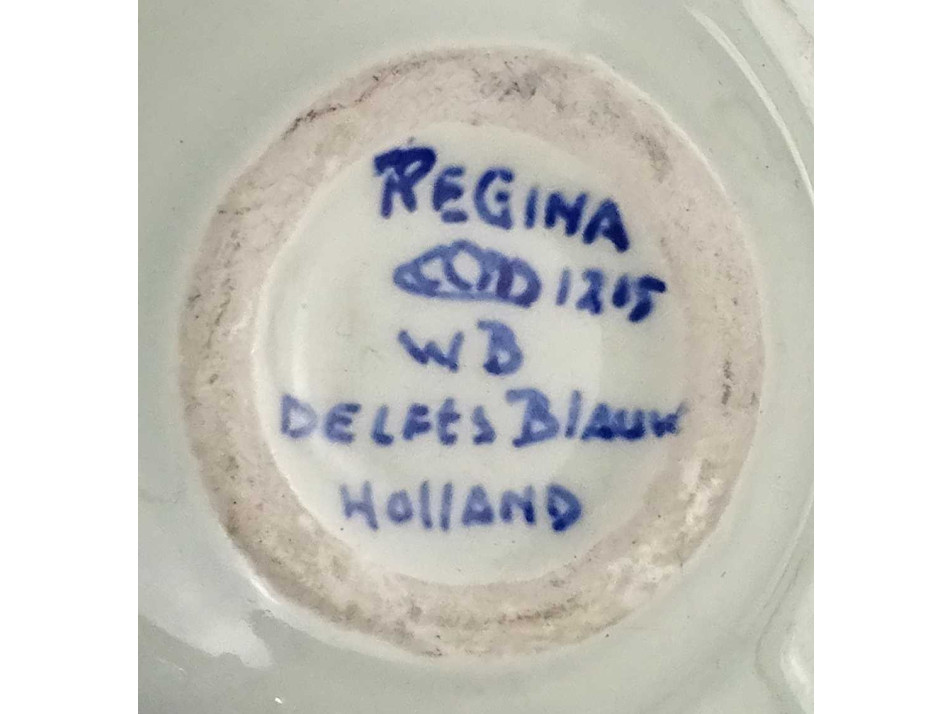 REGINA
1215
WB
DELFts BlAUW
HollAND